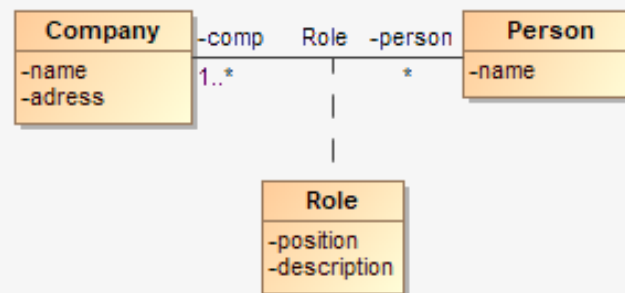 Company
-name
-adress
-comp
1..*
Role
-person
*
Person
-name
Role
-position
-description